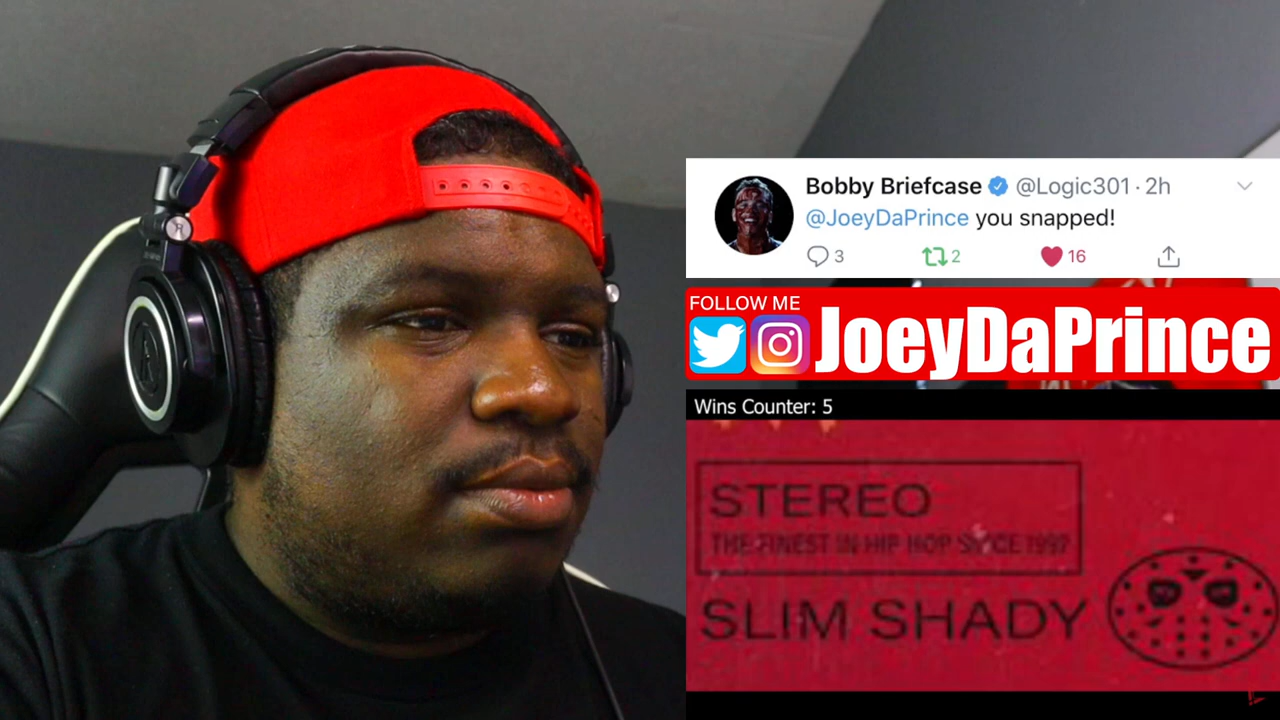 Bobby Briefcase @Logic301 · 2h
@JoeyDaPrince you snapped!
3 2 16
FOLLOW ME
JoeyDaPrince
Wins Counter: 5
STEREO
THE FINEST IN HIP HOP SINCE 1992
SLIM SHADY